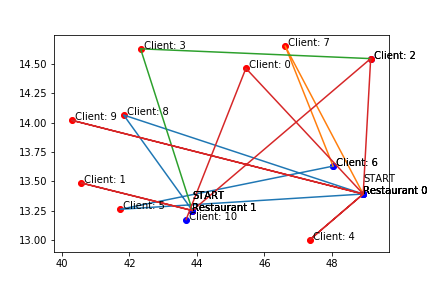 Client: 7
Client: 3
Client: 2
14.50
Client: 0
14.25
Client: 9
Client: 8
14.00
13.75
Client: 6
START
13.50
Client: 1
START
Restaurant 0
13.25
Client: 5
Restaurant 1
Client: 10
13.00
Client: 4
40
42
44
46
48